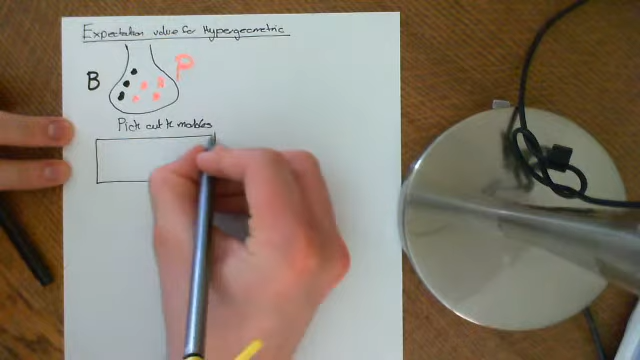 Expectation value for Hypergeometric
B P
Pick out k marbles